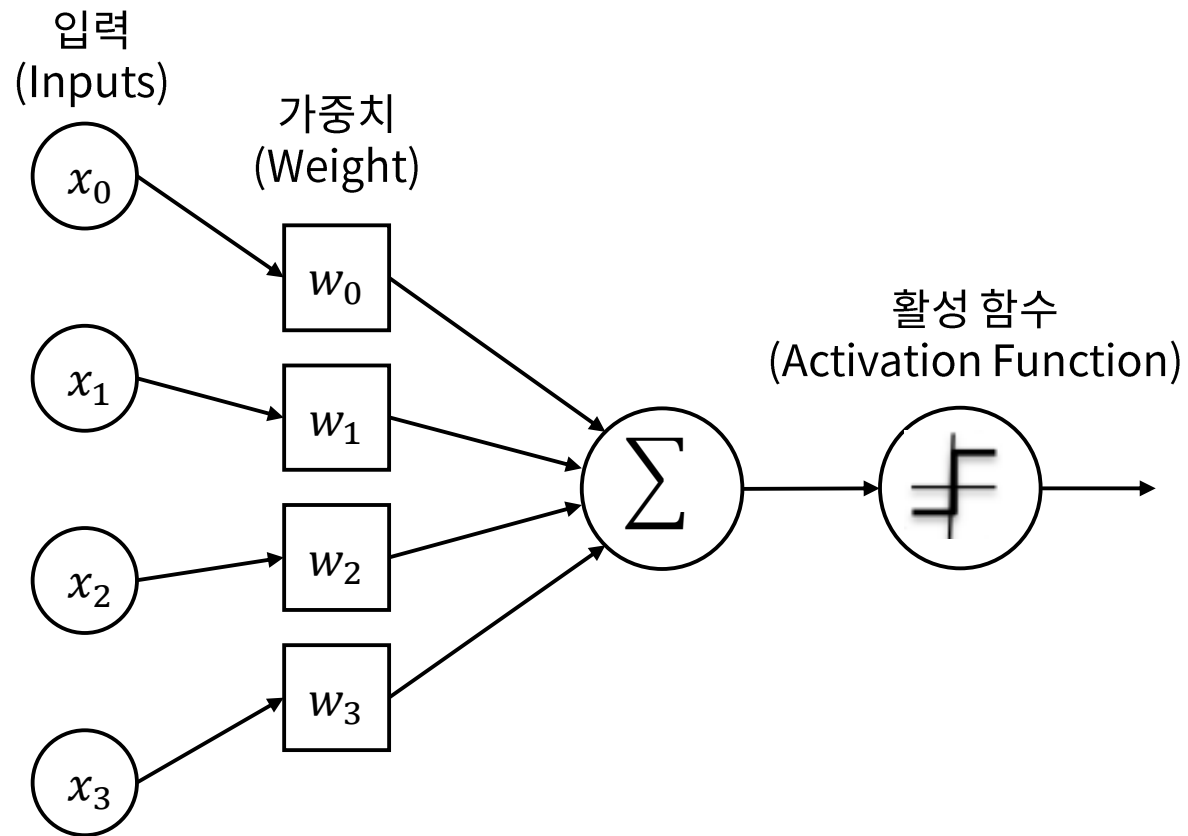 입력
(Inputs)
가중치
(Weight)
x₀
w₀
x₁
w₁
활성 함수
(Activation Function)
∑
x₂
w₂
x₃
w₃